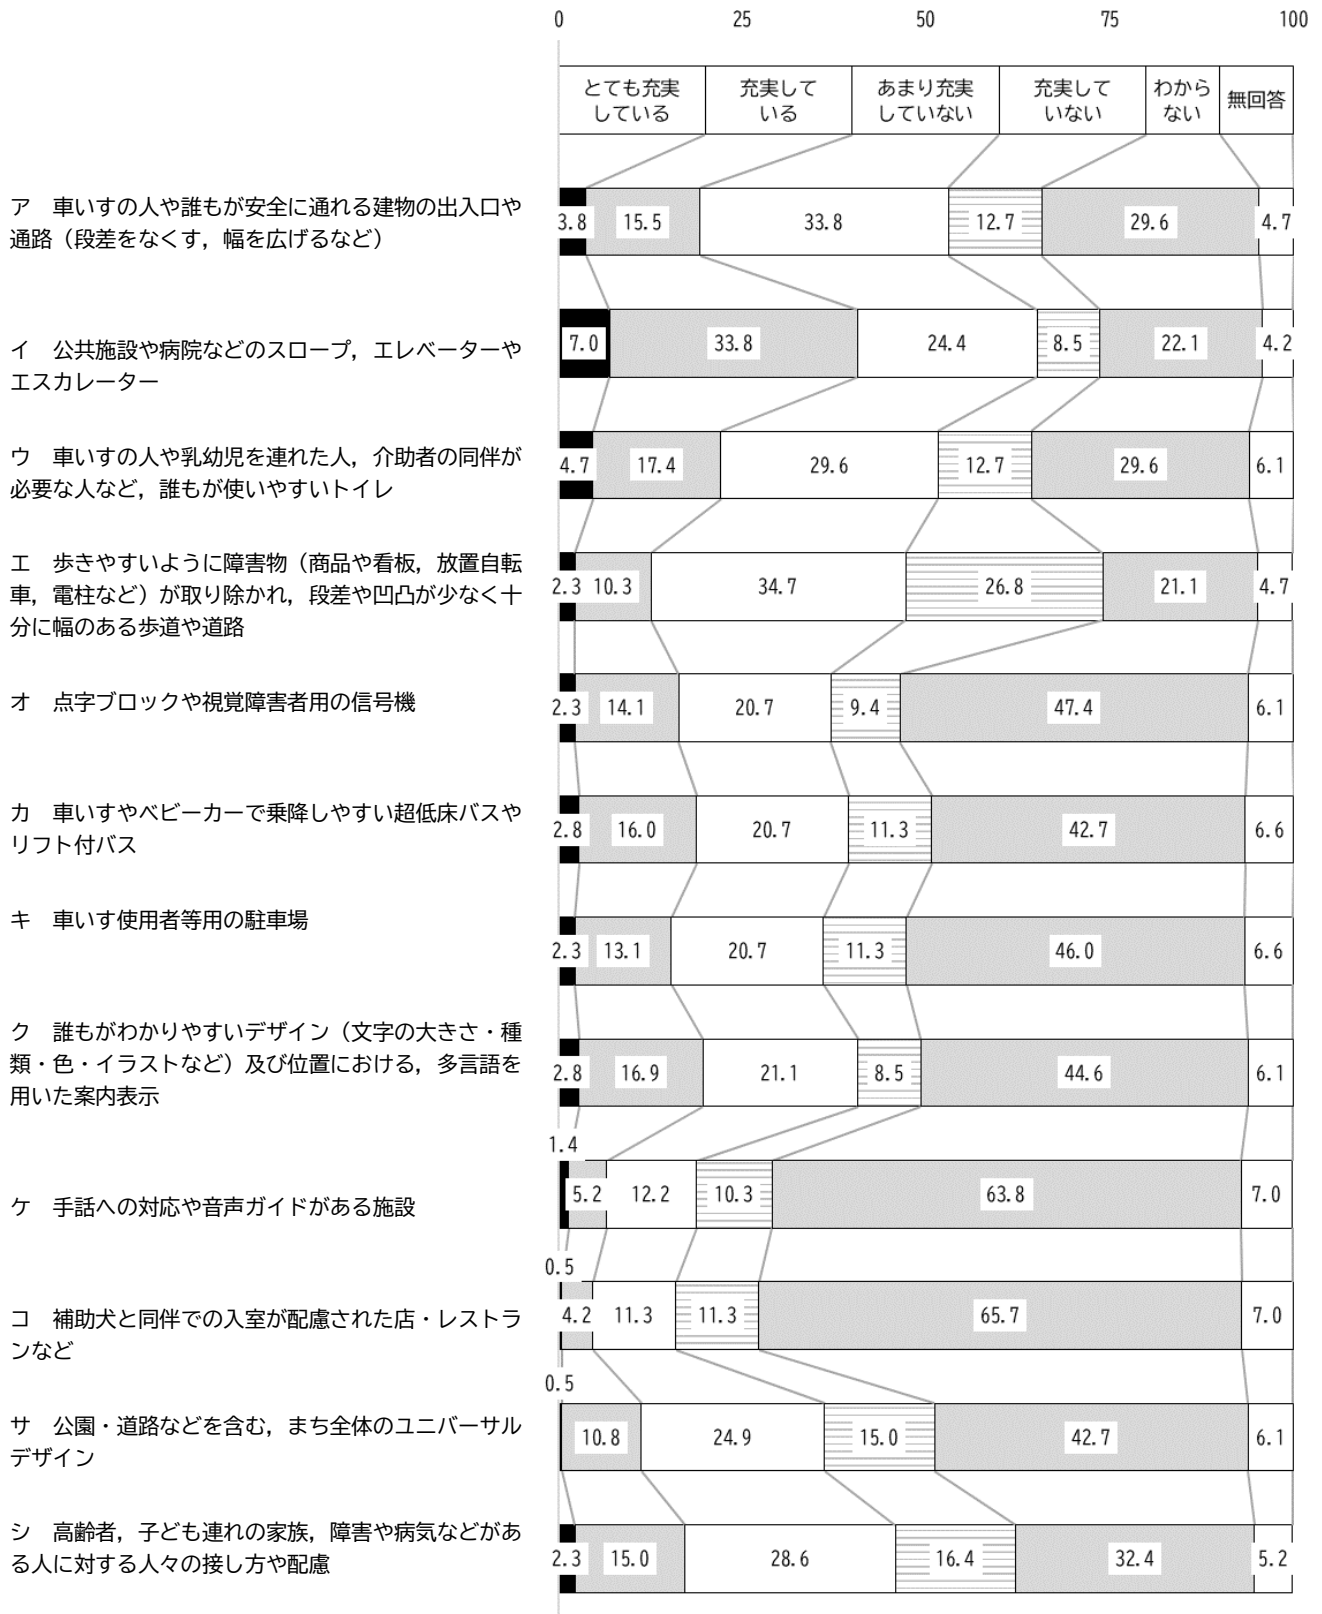 0 25 50 75 100
とても充実
している
充実して
いる
あまり充実
していない
充実して
いない
わから
ない
無回答
ア 車いすの人や誰もが安全に通れる建物の出入口や
通路（段差をなくす，幅を広げるなど）
3.8 15.5 33.8 12.7 29.6 4.7
イ 公共施設や病院などのスロープ，エレベーターや
エスカレーター
7.0 33.8 24.4 8.5 22.1 4.2
ウ 車いすの人や乳幼児を連れた人，介助者の同伴が
必要な人など，誰もが使いやすいトイレ
4.7 17.4 29.6 12.7 29.6 6.1
エ 歩きやすいように障害物（商品や看板，放置自転
車，電柱など）が取り除かれ，段差や凹凸が少なく十
分に幅のある歩道や道路
2.3 10.3 34.7 26.8 21.1 4.7
オ 点字ブロックや視覚障害者用の信号機
2.3 14.1 20.7 9.4 47.4 6.1
カ 車いすやベビーカーで乗降しやすい超低床バスや
リフト付バス
2.8 16.0 20.7 11.3 42.7 6.6
キ 車いす使用者等用の駐車場
2.3 13.1 20.7 11.3 46.0 6.6
ク 誰もがわかりやすいデザイン（文字の大きさ・種
類・色・イラストなど）及び位置における，多言語を
用いた案内表示
2.8 16.9 21.1 8.5 44.6 6.1
ケ 手話への対応や音声ガイドがある施設
1.4 5.2 12.2 10.3 63.8 7.0
コ 補助犬と同伴での入室が配慮された店・レストラ
ンなど
0.5 4.2 11.3 11.3 65.7 7.0
サ 公園・道路などを含む，まち全体のユニバーサル
デザイン
0.5 10.8 24.9 15.0 42.7 6.1
シ 高齢者，子ども連れの家族，障害や病気などがあ
る人に対する人々の接し方や配慮
2.3 15.0 28.6 16.4 32.4 5.2